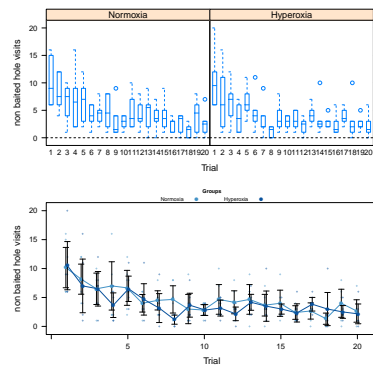 Normoxia Hyperoxia
20
15
10
5
0
non baited hole visits
1 2 3 4 5 6 7 8 9 10 11 12 13 14 15 16 17 18 19 20 1 2 3 4 5 6 7 8 9 10 11 12 13 14 15 16 17 18 19 20
Trial
Groups
Normoxia Hyperoxia
20
15
10
5
0
non baited hole visits
5 10 15 20
Trial